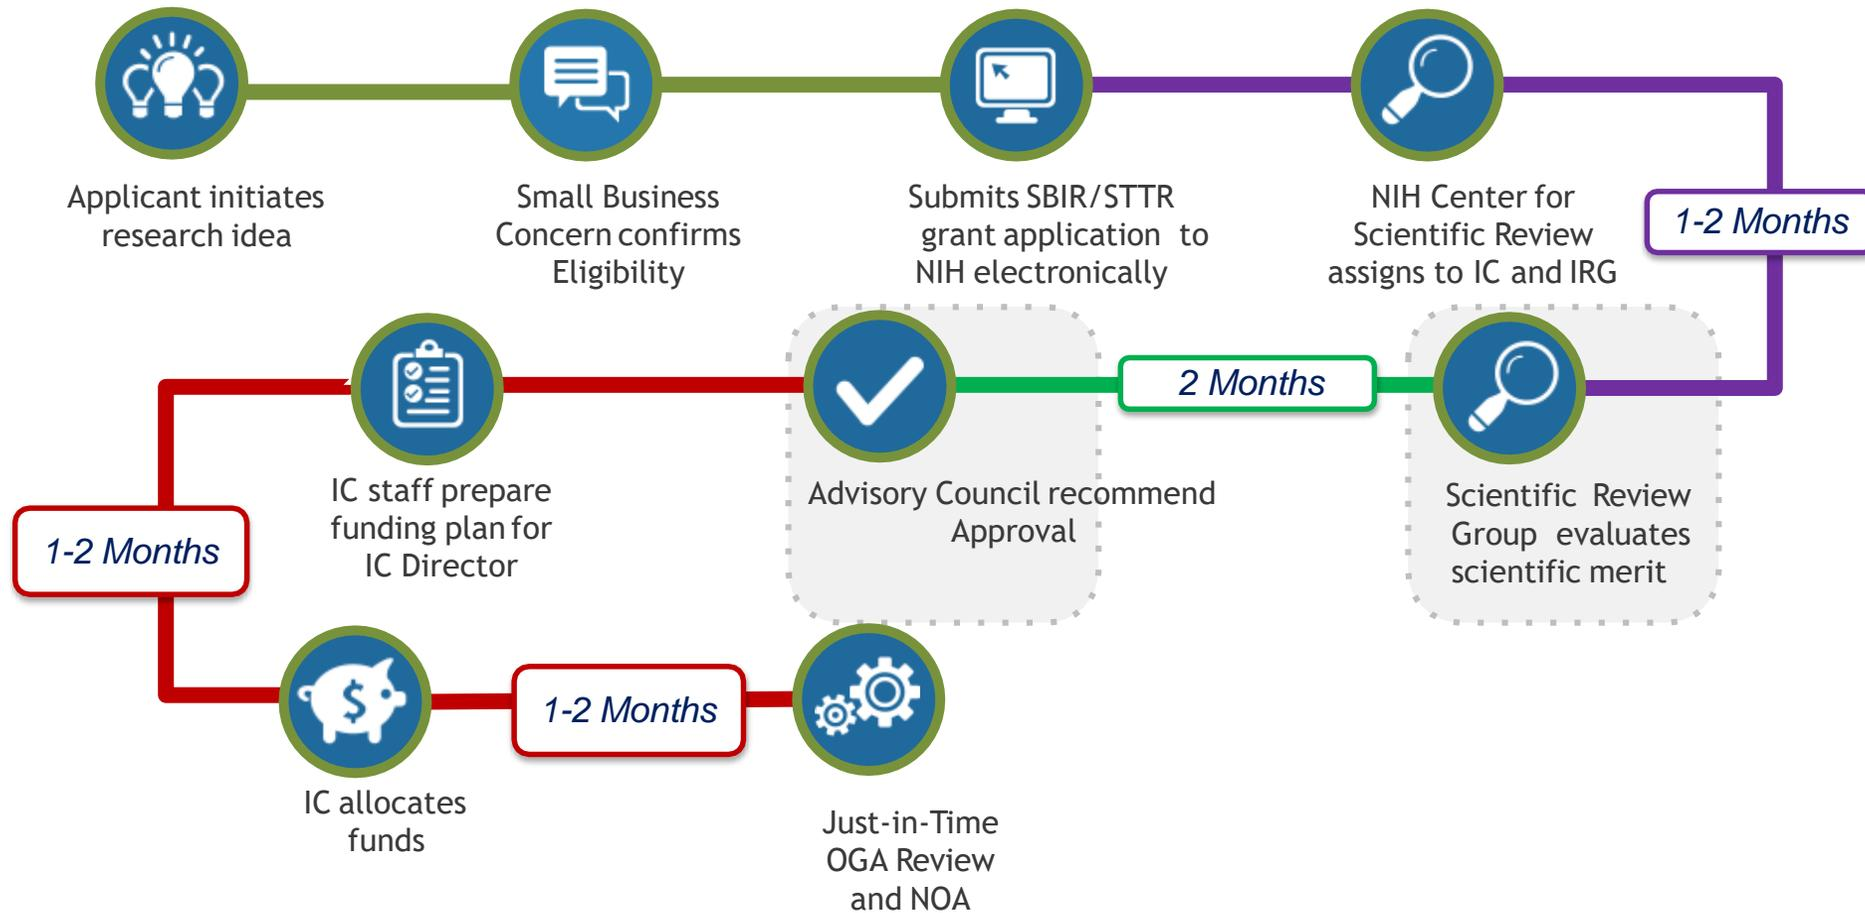 Applicant initiates
research idea
Small Business
Concern confirms
Eligibility
Submits SBIR/STTR
grant application to
NIH electronically
NIH Center for
Scientific Review
assigns to IC and IRG
1-2 Months
Scientific Review
Group evaluates
scientific merit
2 Months
Advisory Council recommend
Approval
IC staff prepare
funding plan for
IC Director
1-2 Months
$
IC allocates
funds
1-2 Months
Just-in-Time
OGA Review
and NOA